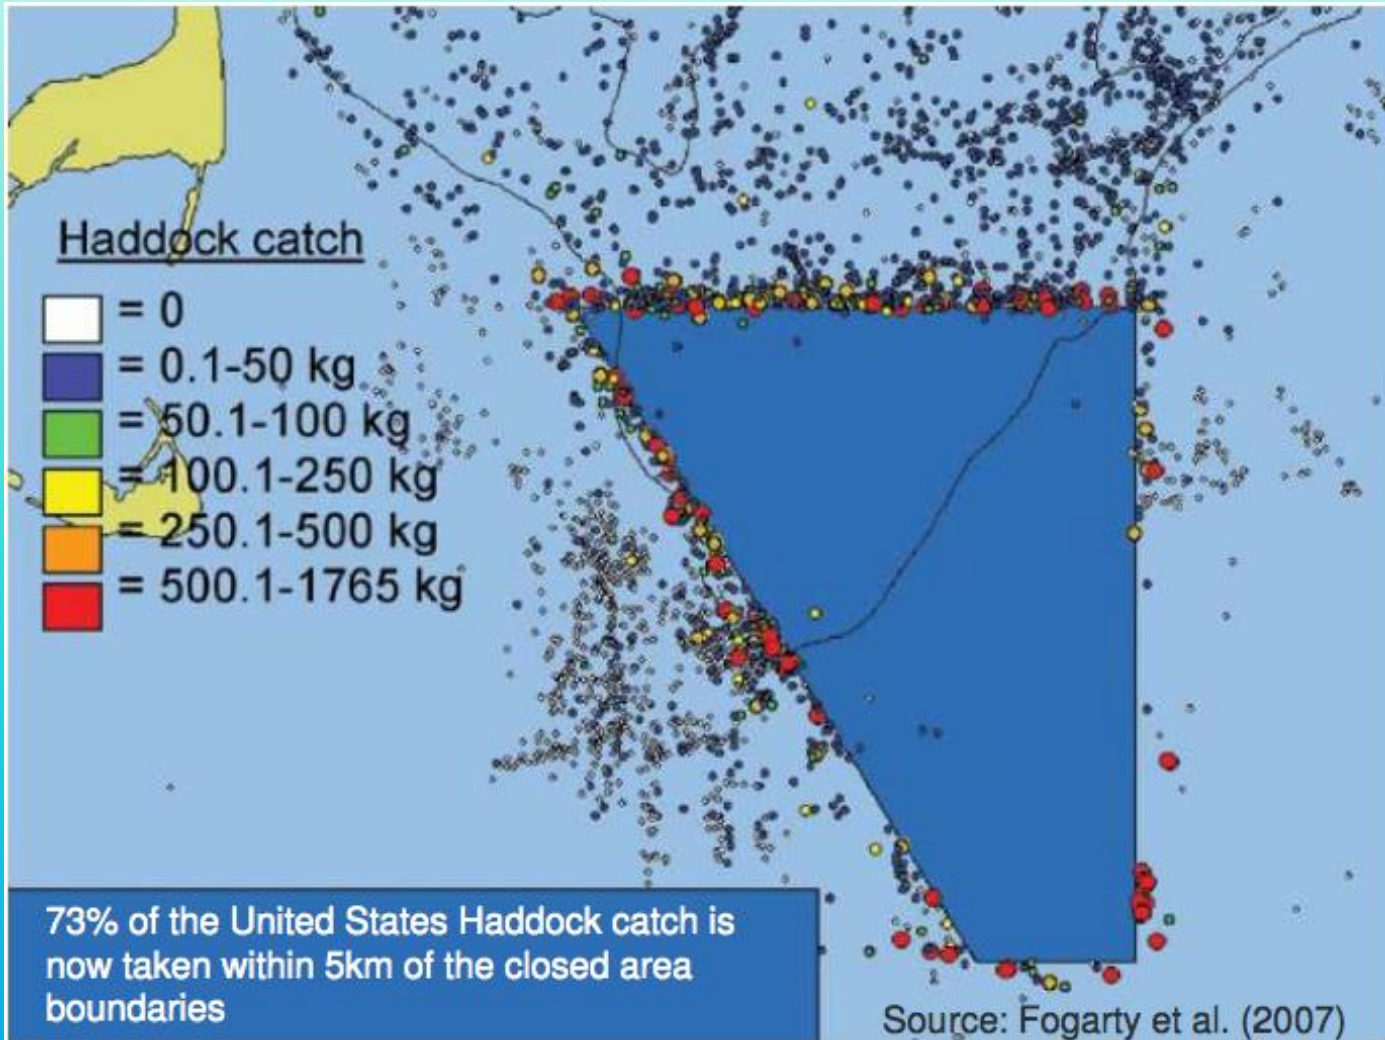 Haddock catch
= 0
= 0.1-50 kg
= 50.1-100 kg
= 100.1-250 kg
= 250.1-500 kg
= 500.1-1765 kg
73% of the United States Haddock catch is
now taken within 5km of the closed area
boundaries
Source: Fogarty et al. (2007)